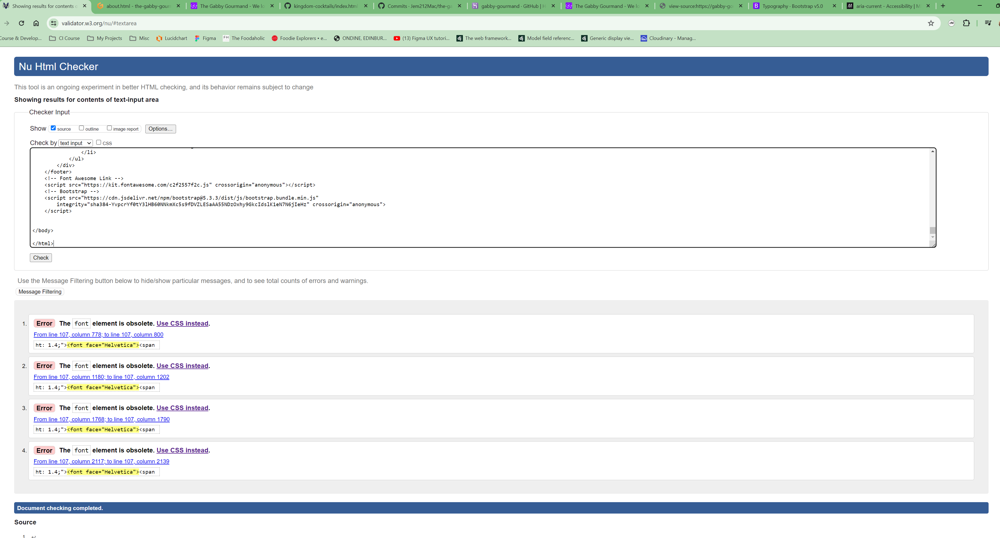 Showing results for contents o
about.html - the-gabby-gourm
The Gabby Gourmand - We lo
kingdom-cocktails/index.html
Commits · Jem212Mac/the-ga
gabby-gourmand · GitHub | H
The Gabby Gourmand - We lo
view-source:https://gabby-go
Typography · Bootstrap v5.0
aria-current - Accessibility | M
validator.w3.org/nu/#textarea
ourse & Develop...
CI Course
My Projects
Misc
Lucidchart
Figma
The Foodaholic
Foodie Explorers • e...
ONDINE, EDINBUR...
(13) Figma UX tutori...
The web framework...
Model field referenc...
Generic display vie...
Cloudinary - Manag...
Nu Html Checker
This tool is an ongoing experiment in better HTML checking, and its behavior remains subject to change
Showing results for contents of text-input area
Checker Input
Show source outline image report Options...
Check by text input CSS
</li>
</ul>
</div>
</footer>
<!-- Font Awesome Link -->
<script src="https://kit.fontawesome.com/c2f2557f2c.js" crossorigin="anonymous"></script>
<!-- Bootstrap -->
<script src="https://cdn.jsdelivr.net/npm/bootstrap@5.3.3/dist/js/bootstrap.bundle.min.js"
integrity="sha384-YvpcrYf0tY3lHB60NNkmXc5s9fDVZLESaAA55NDzOxhy9GkcIdslK1eN7N6jIeHz" crossorigin="anonymous">
</script>
</body>
</html>
Check
Use the Message Filtering button below to hide/show particular messages, and to see total counts of errors and warnings.
Message Filtering
1. Error The font element is obsolete. Use CSS instead.
From line 107, column 778; to line 107, column 800
ht: 1.4;"><font face="Helvetica"><span
2. Error The font element is obsolete. Use CSS instead.
From line 107, column 1180; to line 107, column 1202
ht: 1.4;"><font face="Helvetica"><span
3. Error The font element is obsolete. Use CSS instead.
From line 107, column 1768; to line 107, column 1790
ht: 1.4;"><font face="Helvetica"><span
4. Error The font element is obsolete. Use CSS instead.
From line 107, column 2117; to line 107, column 2139
ht: 1.4;"><font face="Helvetica"><span
Document checking completed.
Source
1. ↩